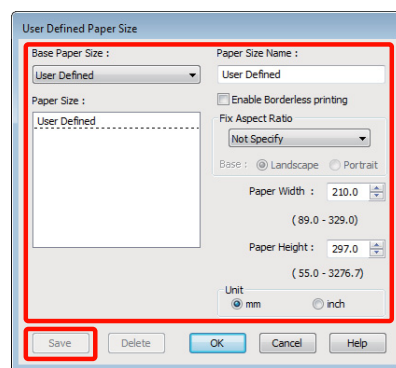 User Defined Paper Size
Base Paper Size :
User Defined
Paper Size :
User Defined
Paper Size Name :
User Defined
Enable Borderless printing
Fix Aspect Ratio
Not Specify
Base : Landscape Portrait
Paper Width : 210.0
( 89.0 - 329.0)
Paper Height : 297.0
( 55.0 - 3276.7)
Unit
mm inch
Save Delete OK Cancel Help